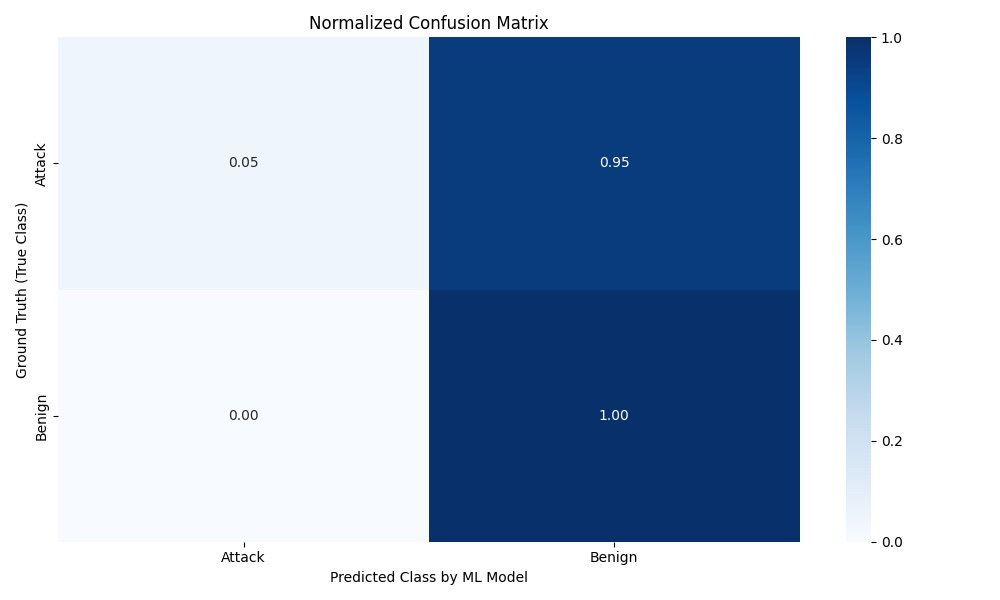 Normalized Confusion Matrix
Ground Truth (True Class)
Attack
Benign
0.05
0.95
0.00
1.00
Attack
Benign
Predicted Class by ML Model
1.0
0.8
0.6
0.4
0.2
0.0